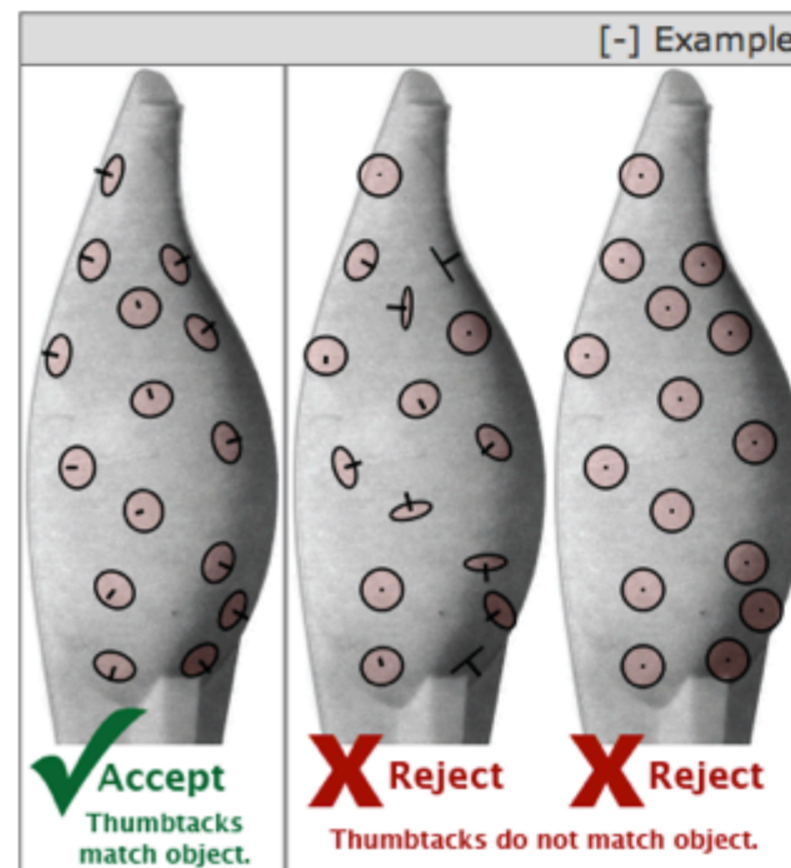 [-] Example
Accept
Thumbtacks
match object.
X Reject
X Reject
Thumbtacks do not match object.